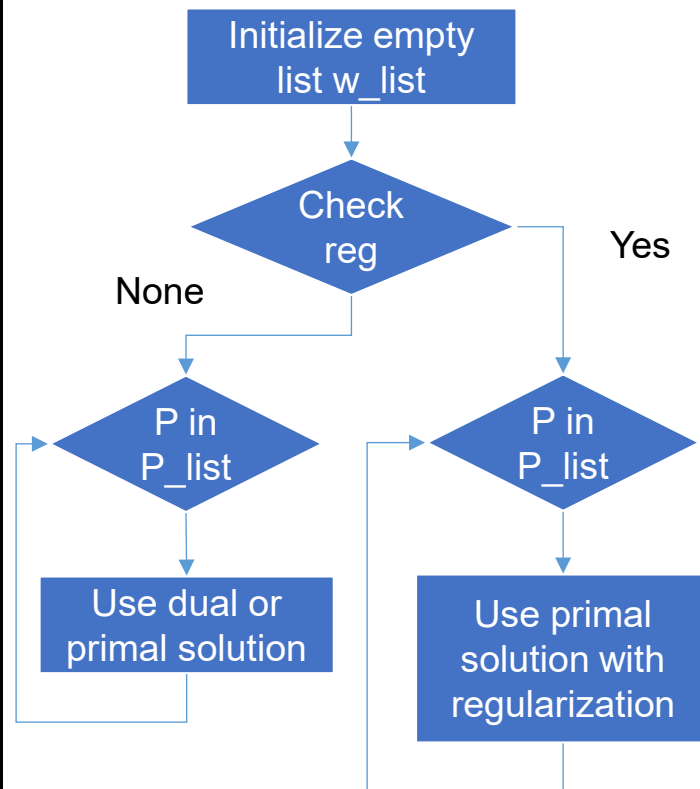 Initialize empty
list w_list
Check
reg
Yes
None
P in
P_list
P in
P_list
Use dual or
primal solution
Use primal
solution with
regularization